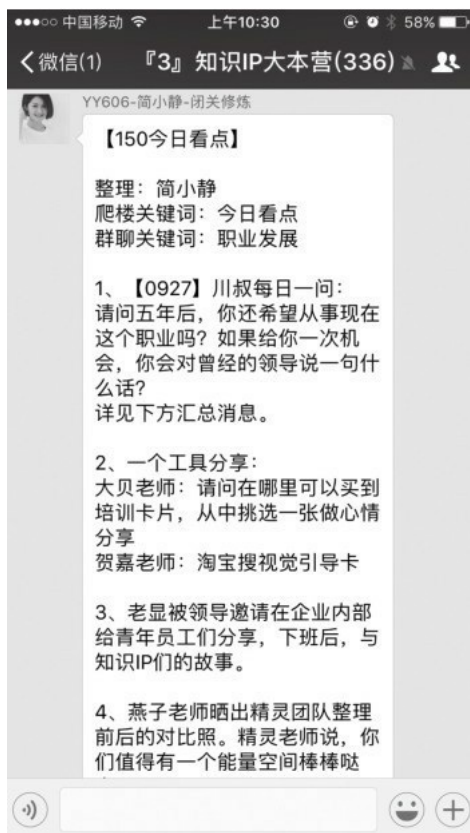 中国移动 上午10:30 58%
微信(1) 『3』知识IP大本营(336)
YY606-简小静-闭关修炼
【150今日看点】
整理：简小静
爬楼关键词：今日看点
群聊关键词：职业发展
1、【0927】川叔每日一问：
请问五年后，你还希望从事现在
这个职业吗？如果给你一次机
会，你会对曾经的领导说一句什
么话？
详见下方汇总消息。
2、一个工具分享：
大贝老师：请问在哪里可以买到
培训卡片，从中挑选一张做心情
分享
贺嘉老师：淘宝搜视觉引导卡
3、老显被领导邀请在企业内部
给青年员工们分享，下班后，与
知识IP们的故事。
4、燕子老师晒出精灵团队整理
前后的对比照。精灵老师说，你
们值得有一个能量空间棒棒哒